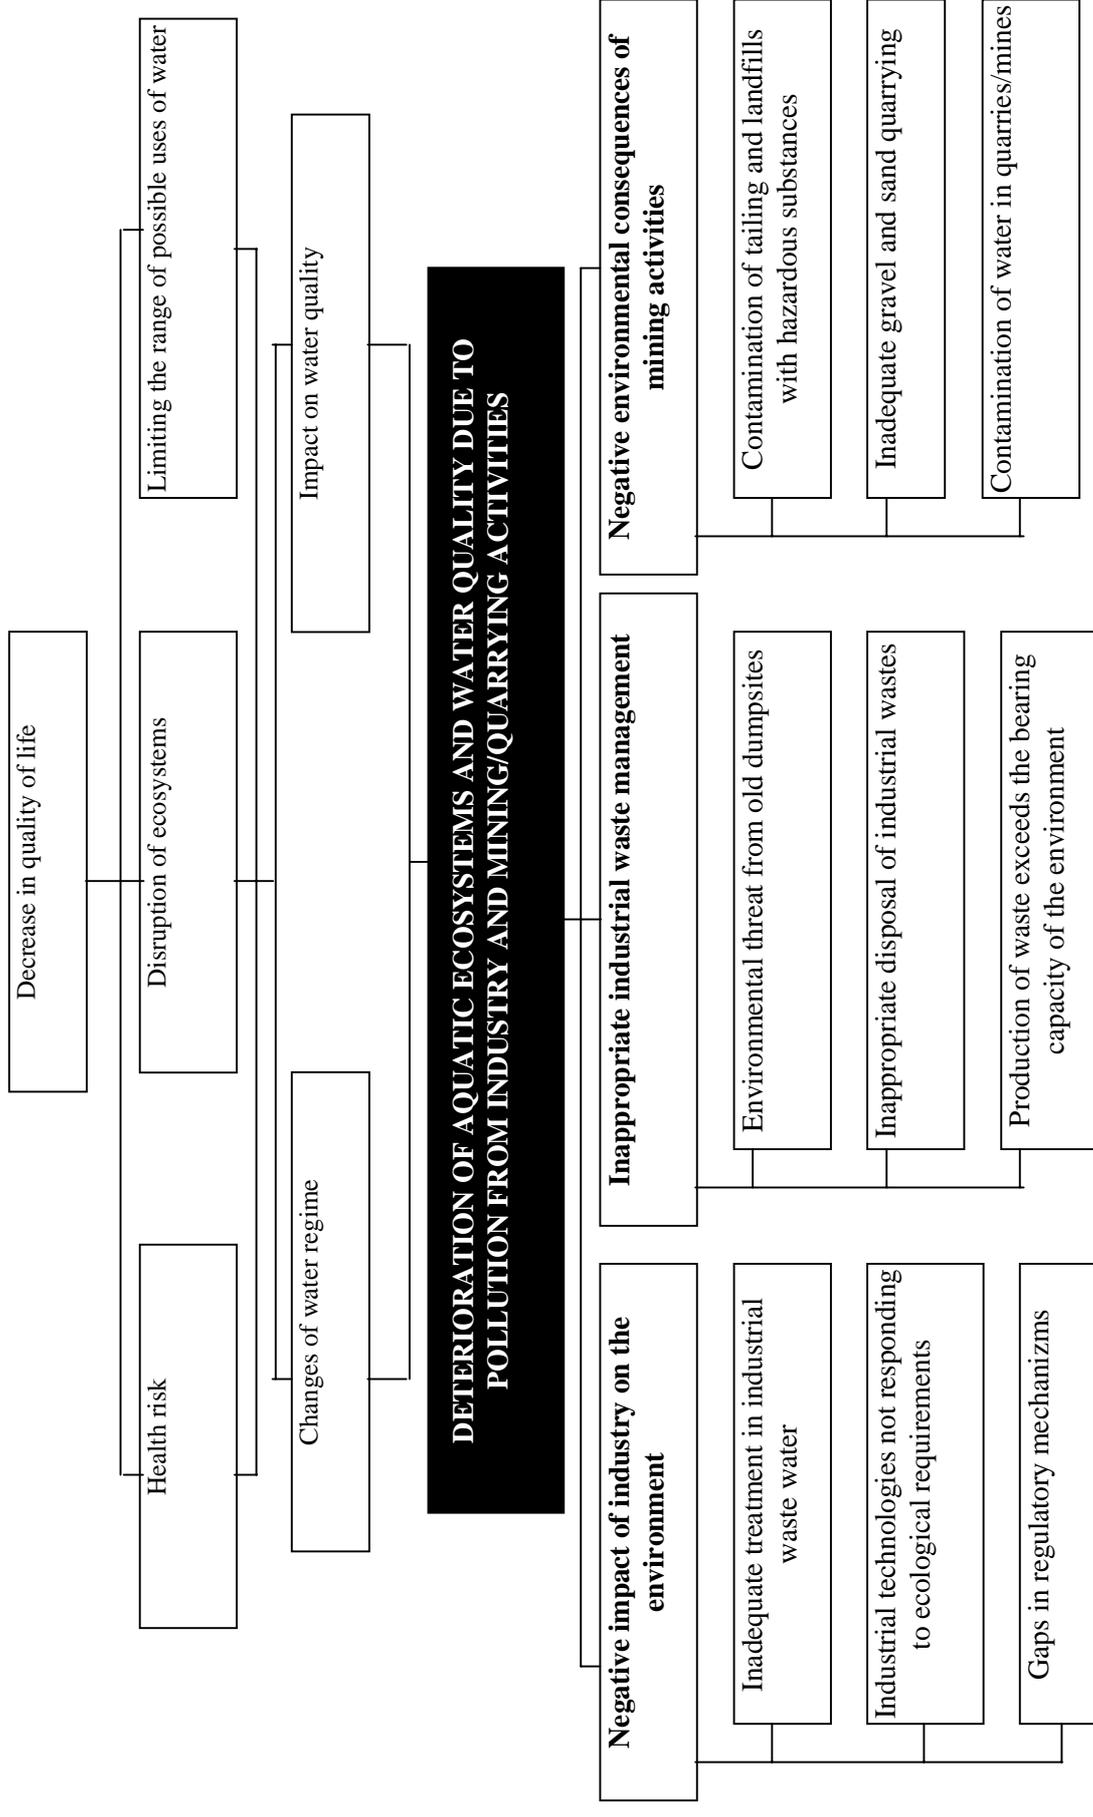 Decrease in quality of life
Health risk
Disruption of ecosystems
Limiting the range of possible uses of water
Changes of water regime
Impact on water quality
DETERIORATION OF AQUATIC ECOSYSTEMS AND WATER QUALITY DUE TO
POLLUTION FROM INDUSTRY AND MINING/QUARRYING ACTIVITIES
Negative impact of industry on the
environment
Inadequate treatment in industrial
waste water
Industrial technologies not responding
to ecological requirements
Gaps in regulatory mechanizms
Inappropriate industrial waste management
Environmental threat from old dumpsites
Inappropriate disposal of industrial wastes
Production of waste exceeds the bearing
capacity of the environment
Negative environmental consequences of
mining activities
Contamination of tailing and landfills
with hazardous substances
Inadequate gravel and sand quarrying
Contamination of water in quarries/mines